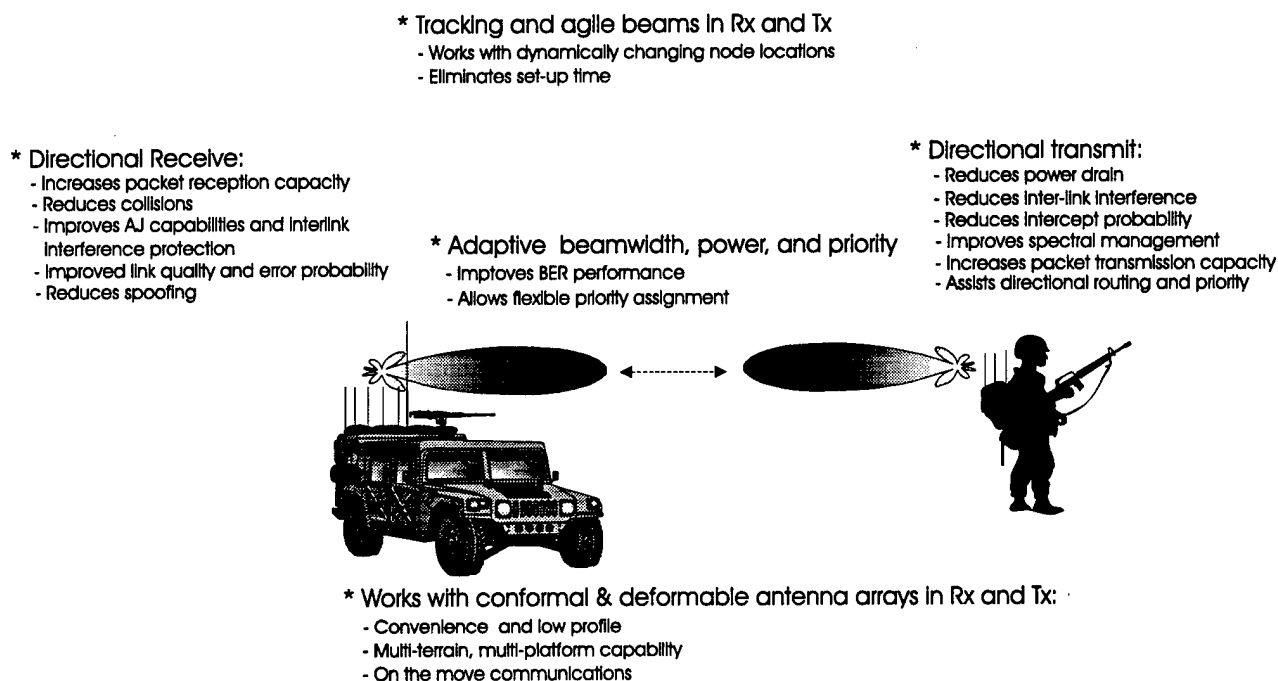 * Tracking and agile beams in Rx and Tx
- Works with dynamically changing node locations
- Eliminates set-up time
* Directional Receive:
- Increases packet reception capacity
- Reduces collisions
- Improves AJ capabilities and interlink
interference protection
- Improved link quality and error probability
- Reduces spoofing
* Adaptive beamwidth, power, and priority
- Imptoves BER performance
- Allows flexible priority assignment
* Directional transmit:
- Reduces power drain
- Reduces inter-link interference
- Reduces intercept probability
- Improves spectral management
- Increases packet transmission capacity
- Assists directional routing and priority
* Works with conformal & deformable antenna arrays in Rx and Tx:
- Convenience and low profile
- Multi-terrain, multi-platform capability
- On the move communications